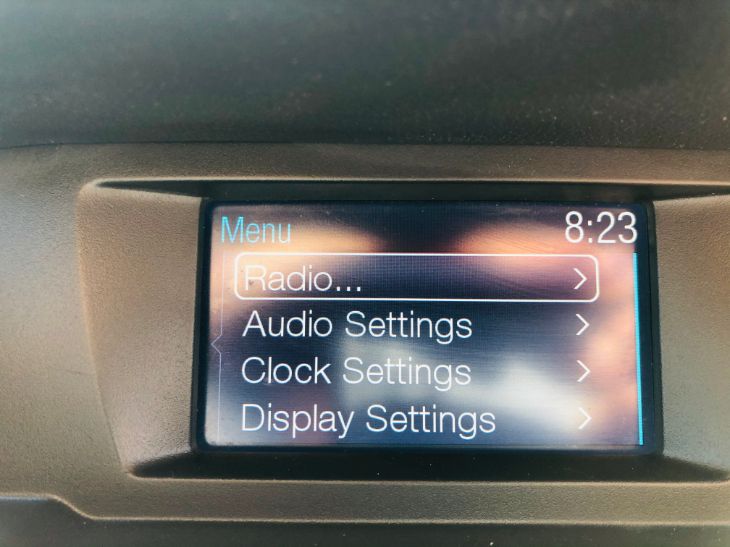 Menu
8:23
Radio...
Audio Settings
Clock Settings
Display Settings